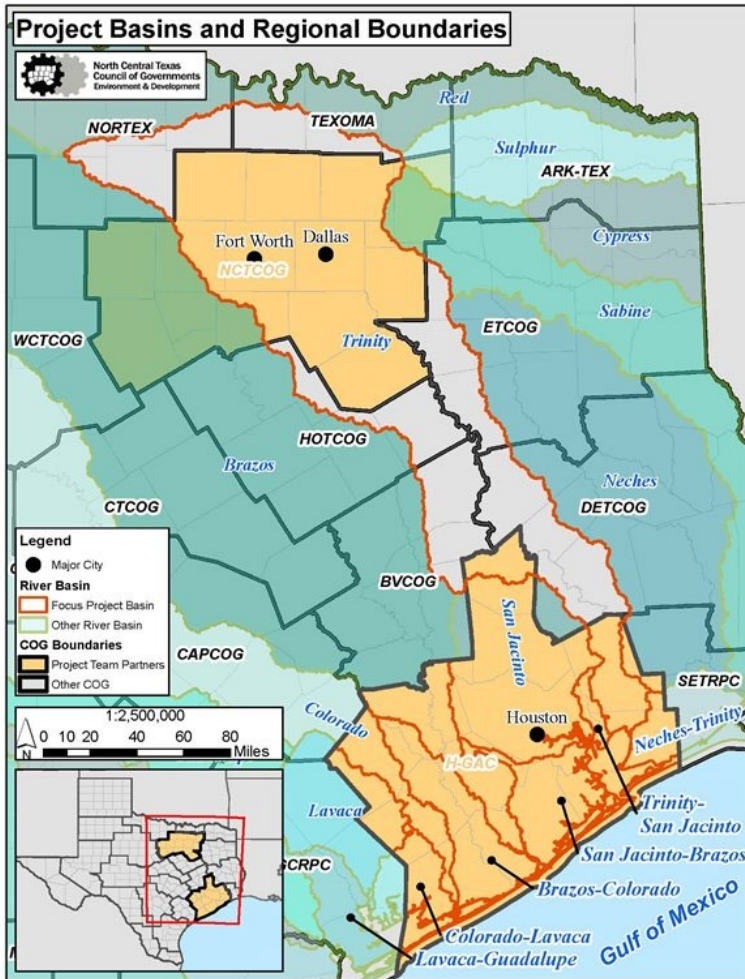 Project Basins and Regional Boundaries
North Central Texas
Council of Governments
Environment & Development
Red
NORTEX
TEXOMA
Sulphur
ARK-TEX
Cypress
Fort Worth
Dallas
NCTCOG
Sabine
ETCOG
WCTCOG
Trinity
HOTCOG
Brazos
Neches
CTCOG
DETCOG
Legend
Major City
River Basin
Focus Project Basin
Other River Basin
COG Boundaries
Project Team Partners
Other COG
BVCOG
San Jacinto
CAPCOG
SETRPC
1:2,500,000
0 10 20 40 60 80
Miles
N
Colorado
Houston
Neches-Trinity
H-GAC
Lavaca
Trinity-
San Jacinto
San Jacinto-Brazos
Brazos-Colorado
Colorado-Lavaca
Lavaca-Guadalupe
Gulf of Mexico